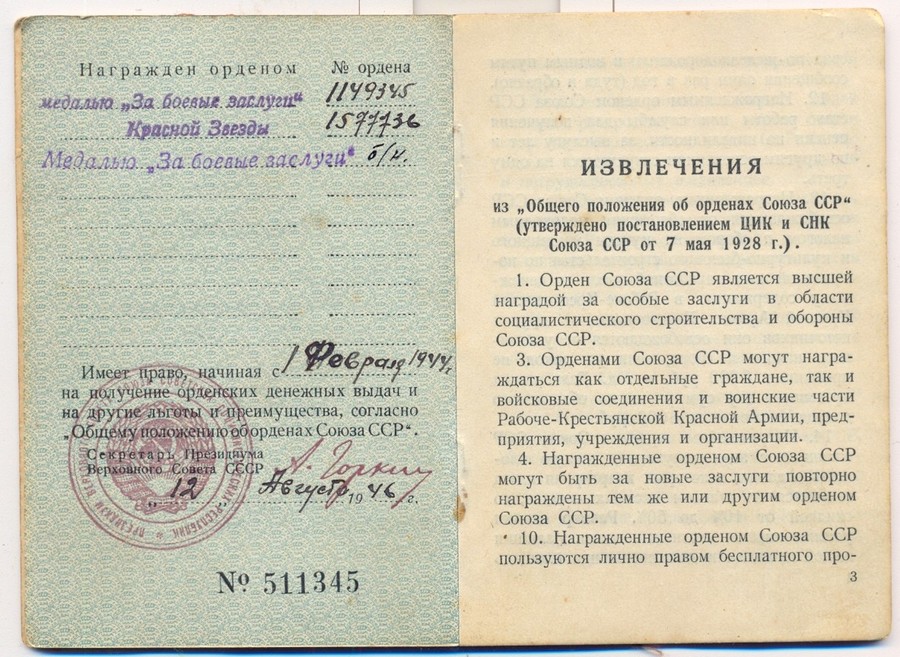 Награжден орденом № ордена
медалью „За боевые заслуги" 1149345
Красной Звезды 1597736
Медалью „За боевые заслуги" б/н
Имеет право, начиная с 1 Февраля 1944 г.
на получение орденских денежных выдач и
на другие льготы и преимущества, согласно
„Общему положению об орденах Союза ССР".
Секретарь Президиума
Верховного Совета СССР А. Горкин
„12 Августа 1946 г.
№ 511345
ИЗВЛЕЧЕНИЯ
из „Общего положения об орденах Союза ССР"
(утверждено постановлением ЦИК и СНК
Союза ССР от 7 мая 1928 г.).
1. Орден Союза ССР является высшей
наградой за особые заслуги в области
социалистического строительства и обороны
Союза ССР.
3. Орденами Союза ССР могут награ-
ждаться как отдельные граждане, так и
войсковые соединения и воинские части
Рабоче-Крестьянской Красной Армии, пред-
приятия, учреждения и организации.
4. Награжденные орденом Союза ССР
могут быть за новые заслуги повторно
награждены тем же или другим орденом
Союза ССР.
10. Награжденные орденом Союза ССР
пользуются лично правом бесплатного про-
3